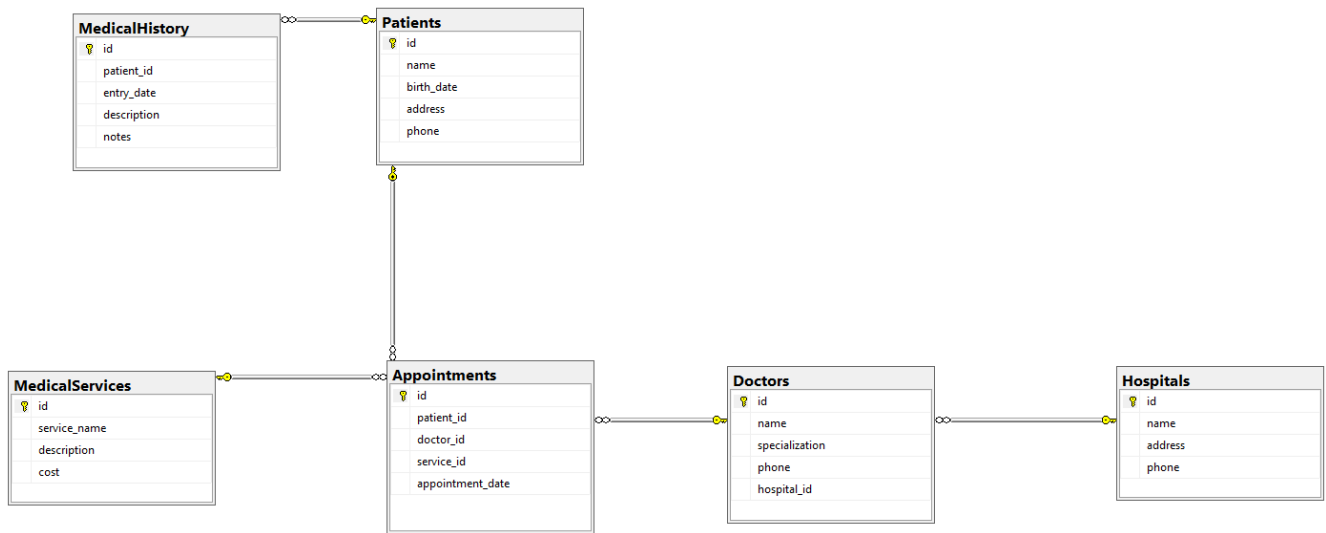 MedicalHistory
id
patient_id
entry_date
description
notes
Patients
id
name
birth_date
address
phone
MedicalServices
id
service_name
description
cost
Appointments
id
patient_id
doctor_id
service_id
appointment_date
Doctors
id
name
specialization
phone
hospital_id
Hospitals
id
name
address
phone